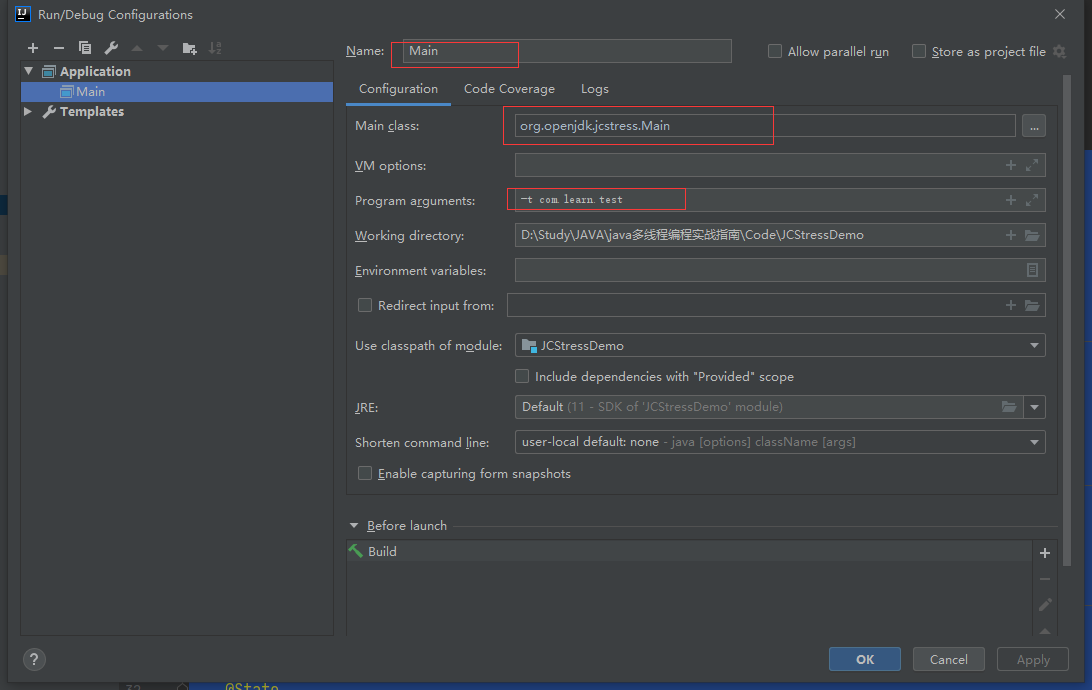 Run/Debug Configurations
Name: Main
Allow parallel run
Store as project file
Application
Main
Templates
Configuration
Code Coverage
Logs
Main class: org.openjdk.jcstress.Main
...
VM options:
Program arguments: -t com.learn.test
Working directory: D:\Study\JAVA\java多线程编程实战指南\Code\JCStressDemo
Environment variables:
Redirect input from:
Use classpath of module: JCStressDemo
Include dependencies with "Provided" scope
JRE: Default (11 - SDK of 'JCStressDemo' module)
Shorten command line: user-local default: none - java [options] className [args]
Enable capturing form snapshots
Before launch
Build
?
OK
Cancel
Apply
32
@State